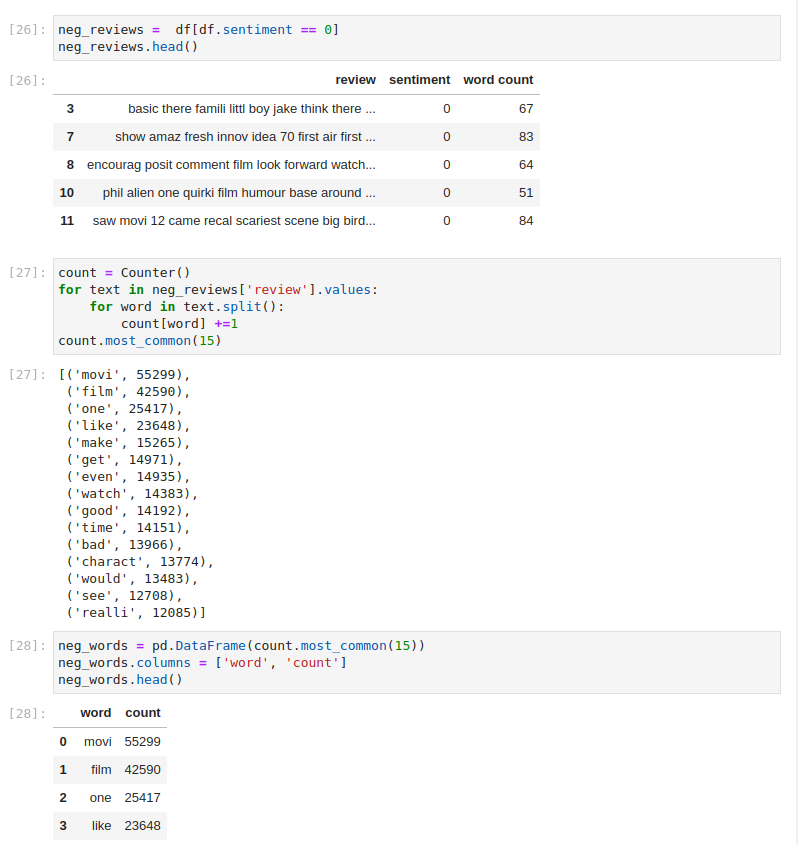 [26]: neg_reviews =  df[df.sentiment == 0]
neg_reviews.head()
[26]: review sentiment word count
3 basic there famili littl boy jake think there ... 0 67
7 show amaz fresh innov idea 70 first air first ... 0 83
8 encourag posit comment film look forward watch... 0 64
10 phil alien one quirki film humour base around ... 0 51
11 saw movi 12 came recal scariest scene big bird... 0 84
[27]: count = Counter()
for text in neg_reviews['review'].values:
    for word in text.split():
        count[word] +=1
count.most_common(15)
[27]: [('movi', 55299),
 ('film', 42590),
 ('one', 25417),
 ('like', 23648),
 ('make', 15265),
 ('get', 14971),
 ('even', 14935),
 ('watch', 14383),
 ('good', 14192),
 ('time', 14151),
 ('bad', 13966),
 ('charact', 13774),
 ('would', 13483),
 ('see', 12708),
 ('realli', 12085)]
[28]: neg_words = pd.DataFrame(count.most_common(15))
neg_words.columns = ['word', 'count']
neg_words.head()
[28]: word count
0 movi 55299
1 film 42590
2 one 25417
3 like 23648